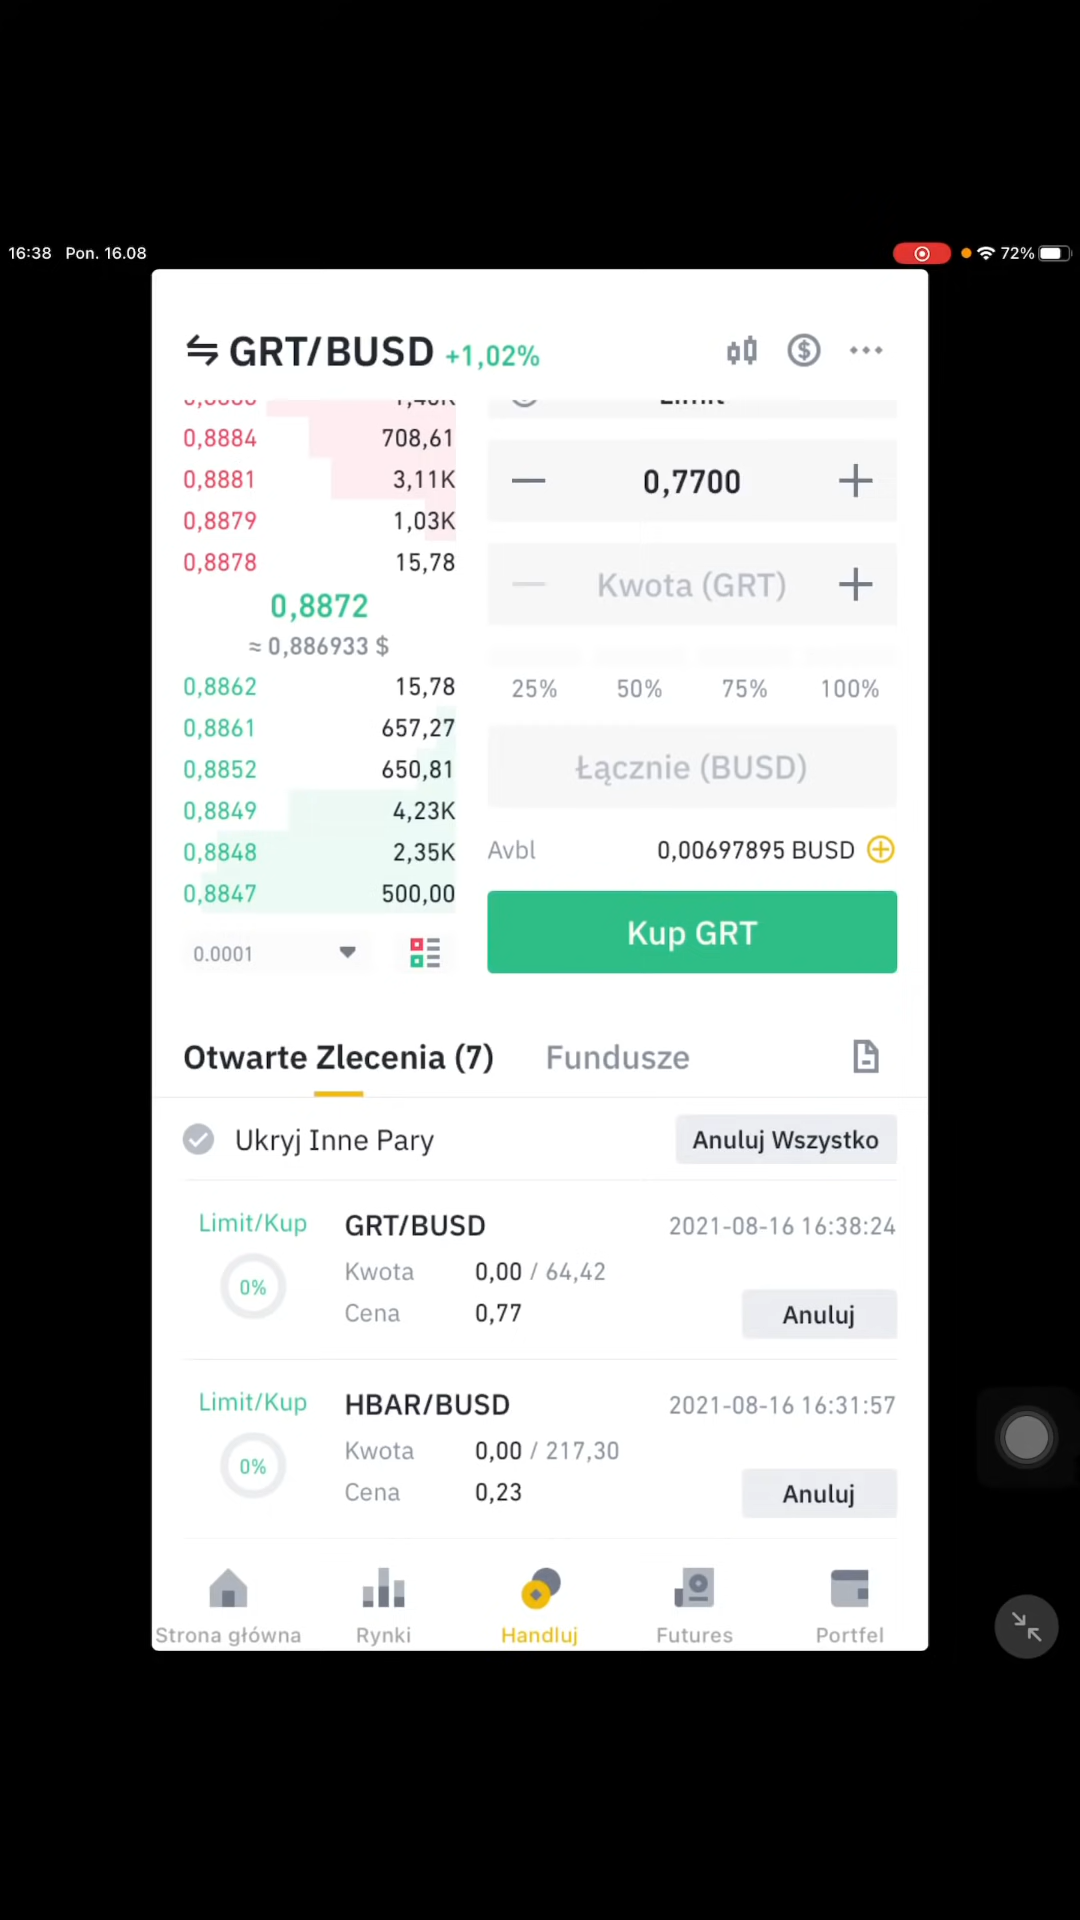 16:38 Pon. 16.08 72%
GRT/BUSD +1,02%
Limit
0,8884 708,61
0,8881 3,11K
0,8879 1,03K
0,8878 15,78
0,8872
≈ 0,886933 $
0,8862 15,78
0,8861 657,27
0,8852 650,81
0,8849 4,23K
0,8848 2,35K
0,8847 500,00
0.0001
0,7700
Kwota (GRT)
25% 50% 75% 100%
Łącznie (BUSD)
Avbl 0,00697895 BUSD
Kup GRT
Otwarte Zlecenia (7) Fundusze
Ukryj Inne Pary Anuluj Wszystko
Limit/Kup GRT/BUSD 2021-08-16 16:38:24
Kwota 0,00 / 64,42
0%
Cena 0,77 Anuluj
Limit/Kup HBAR/BUSD 2021-08-16 16:31:57
Kwota 0,00 / 217,30
0%
Cena 0,23 Anuluj
Strona główna Rynki Handluj Futures Portfel